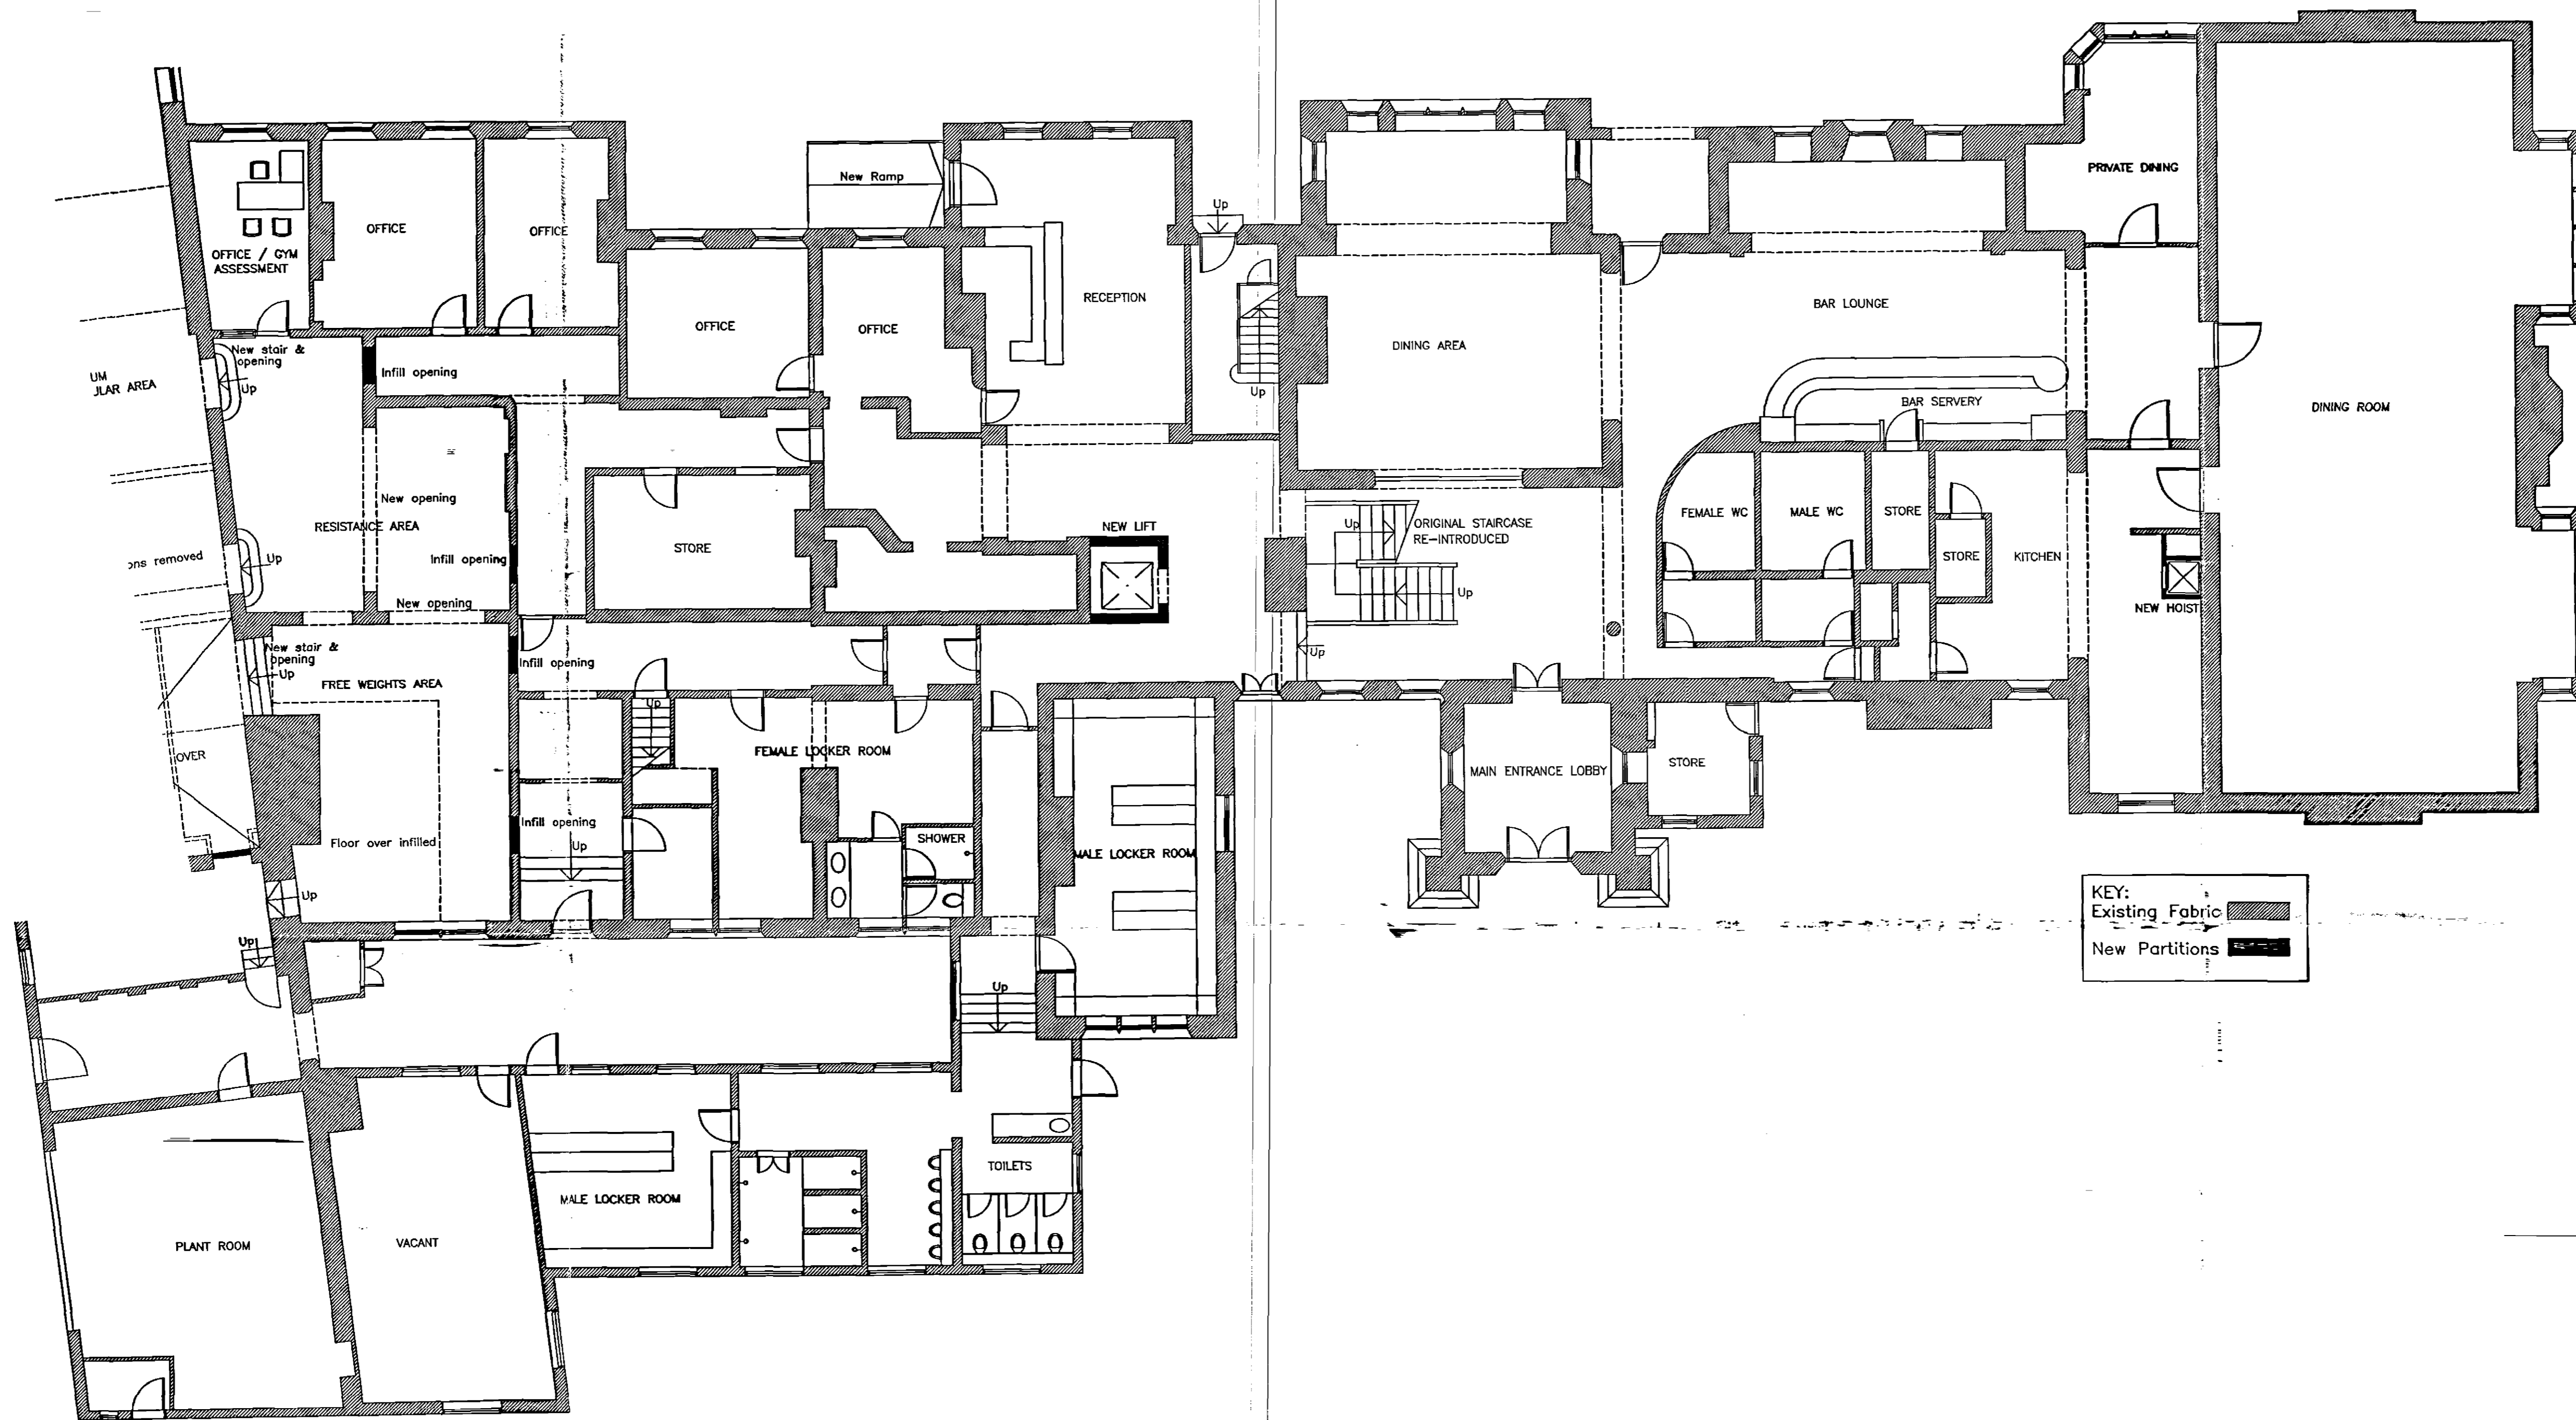 New Ramp
Up
PRIVATE DINING
OFFICE
OFFICE
OFFICE / GYM
ASSESSMENT
RECEPTION
BAR LOUNGE
OFFICE
OFFICE
DINING AREA
New stair &
opening
Up
Infill opening
UM
JLAR AREA
Up
BAR SERVERY
DINING ROOM
New opening
RESISTANCE AREA
FEMALE WC
MALE WC
STORE
NEW LIFT
Up
ORIGINAL STAIRCASE
RE-INTRODUCED
STORE
Infill opening
ons removed
Up
STORE
KITCHEN
Up
New opening
NEW HOIST
New stair &
opening
Up
Infill opening
Up
FREE WEIGHTS AREA
Up
OVER
FEMALE LOCKER ROOM
MAIN ENTRANCE LOBBY
STORE
Infill opening
Floor over infilled
Up
SHOWER
MALE LOCKER ROOM
Up
KEY:
Existing Fabric
New Partitions
Up
Up
TOILETS
MALE LOCKER ROOM
PLANT ROOM
VACANT